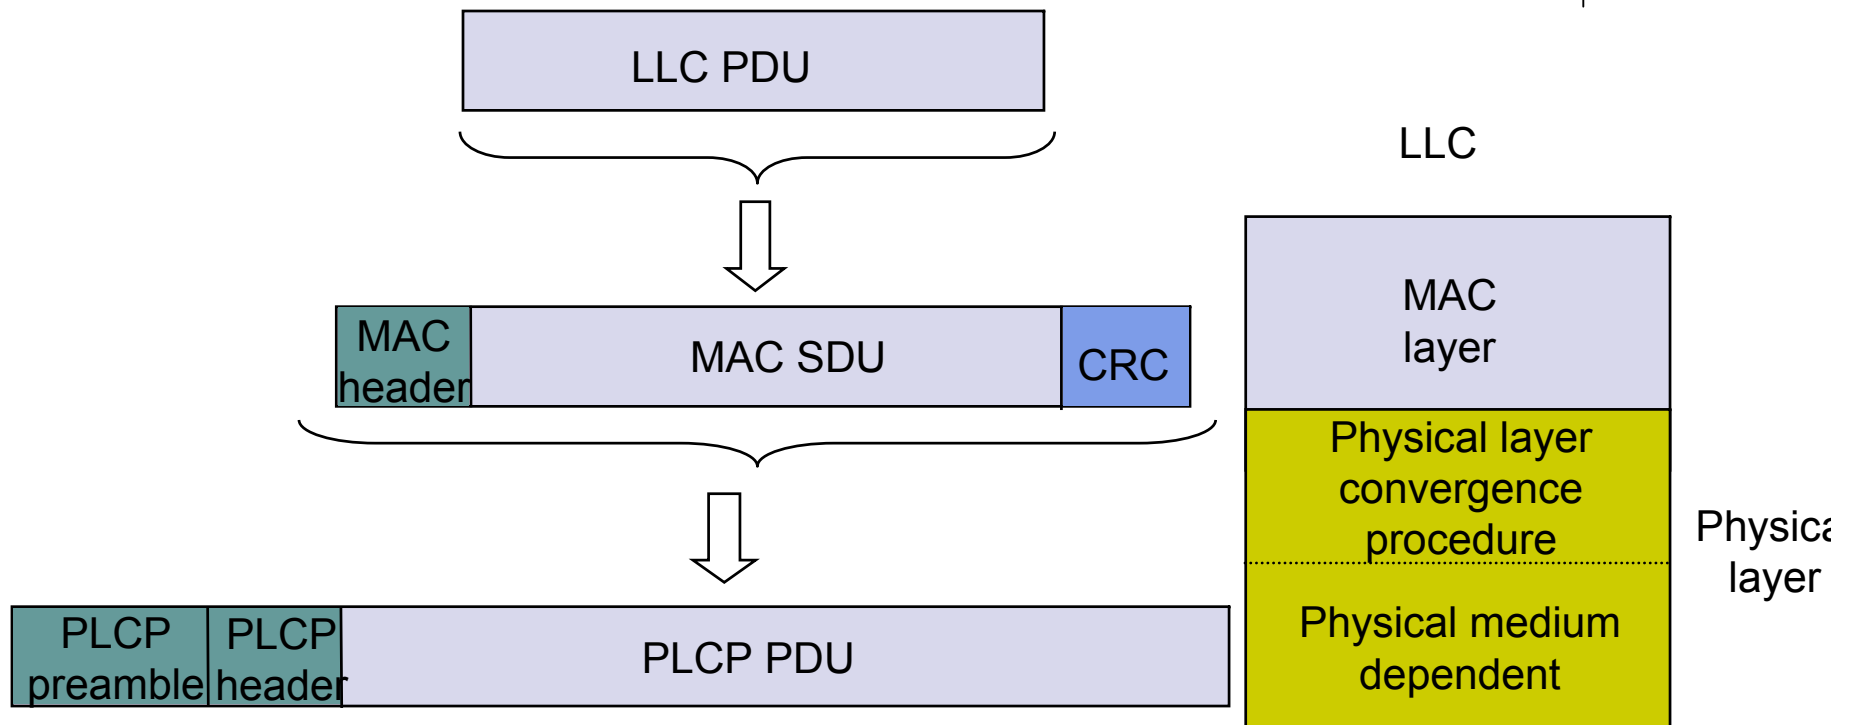 LLC PDU
LLC
MAC
header
MAC SDU
CRC
MAC
layer
Physical layer
convergence
procedure
Physical medium
dependent
layer
PLCP
preamble
PLCP
header
PLCP PDU